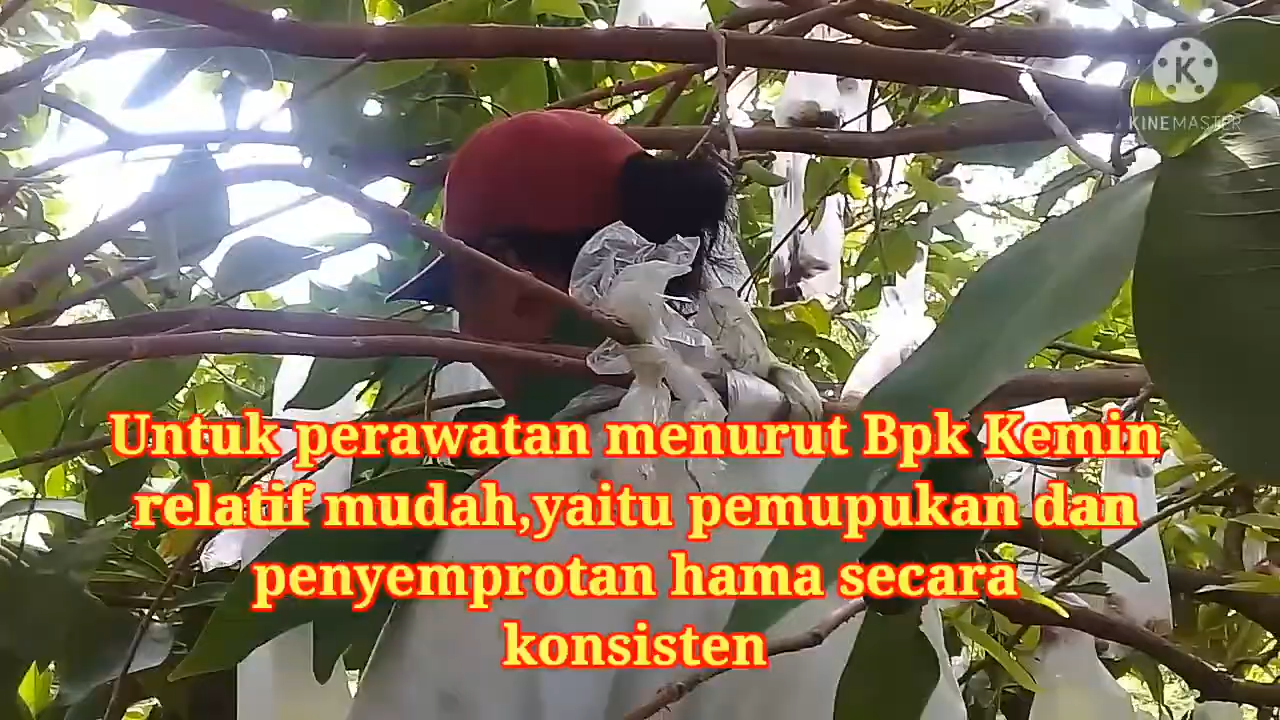 KINEMASTER
Untuk perawatan menurut Bpk Kemin
relatif mudah,yaitu pemupukan dan
penyemprotan hama secara
konsisten